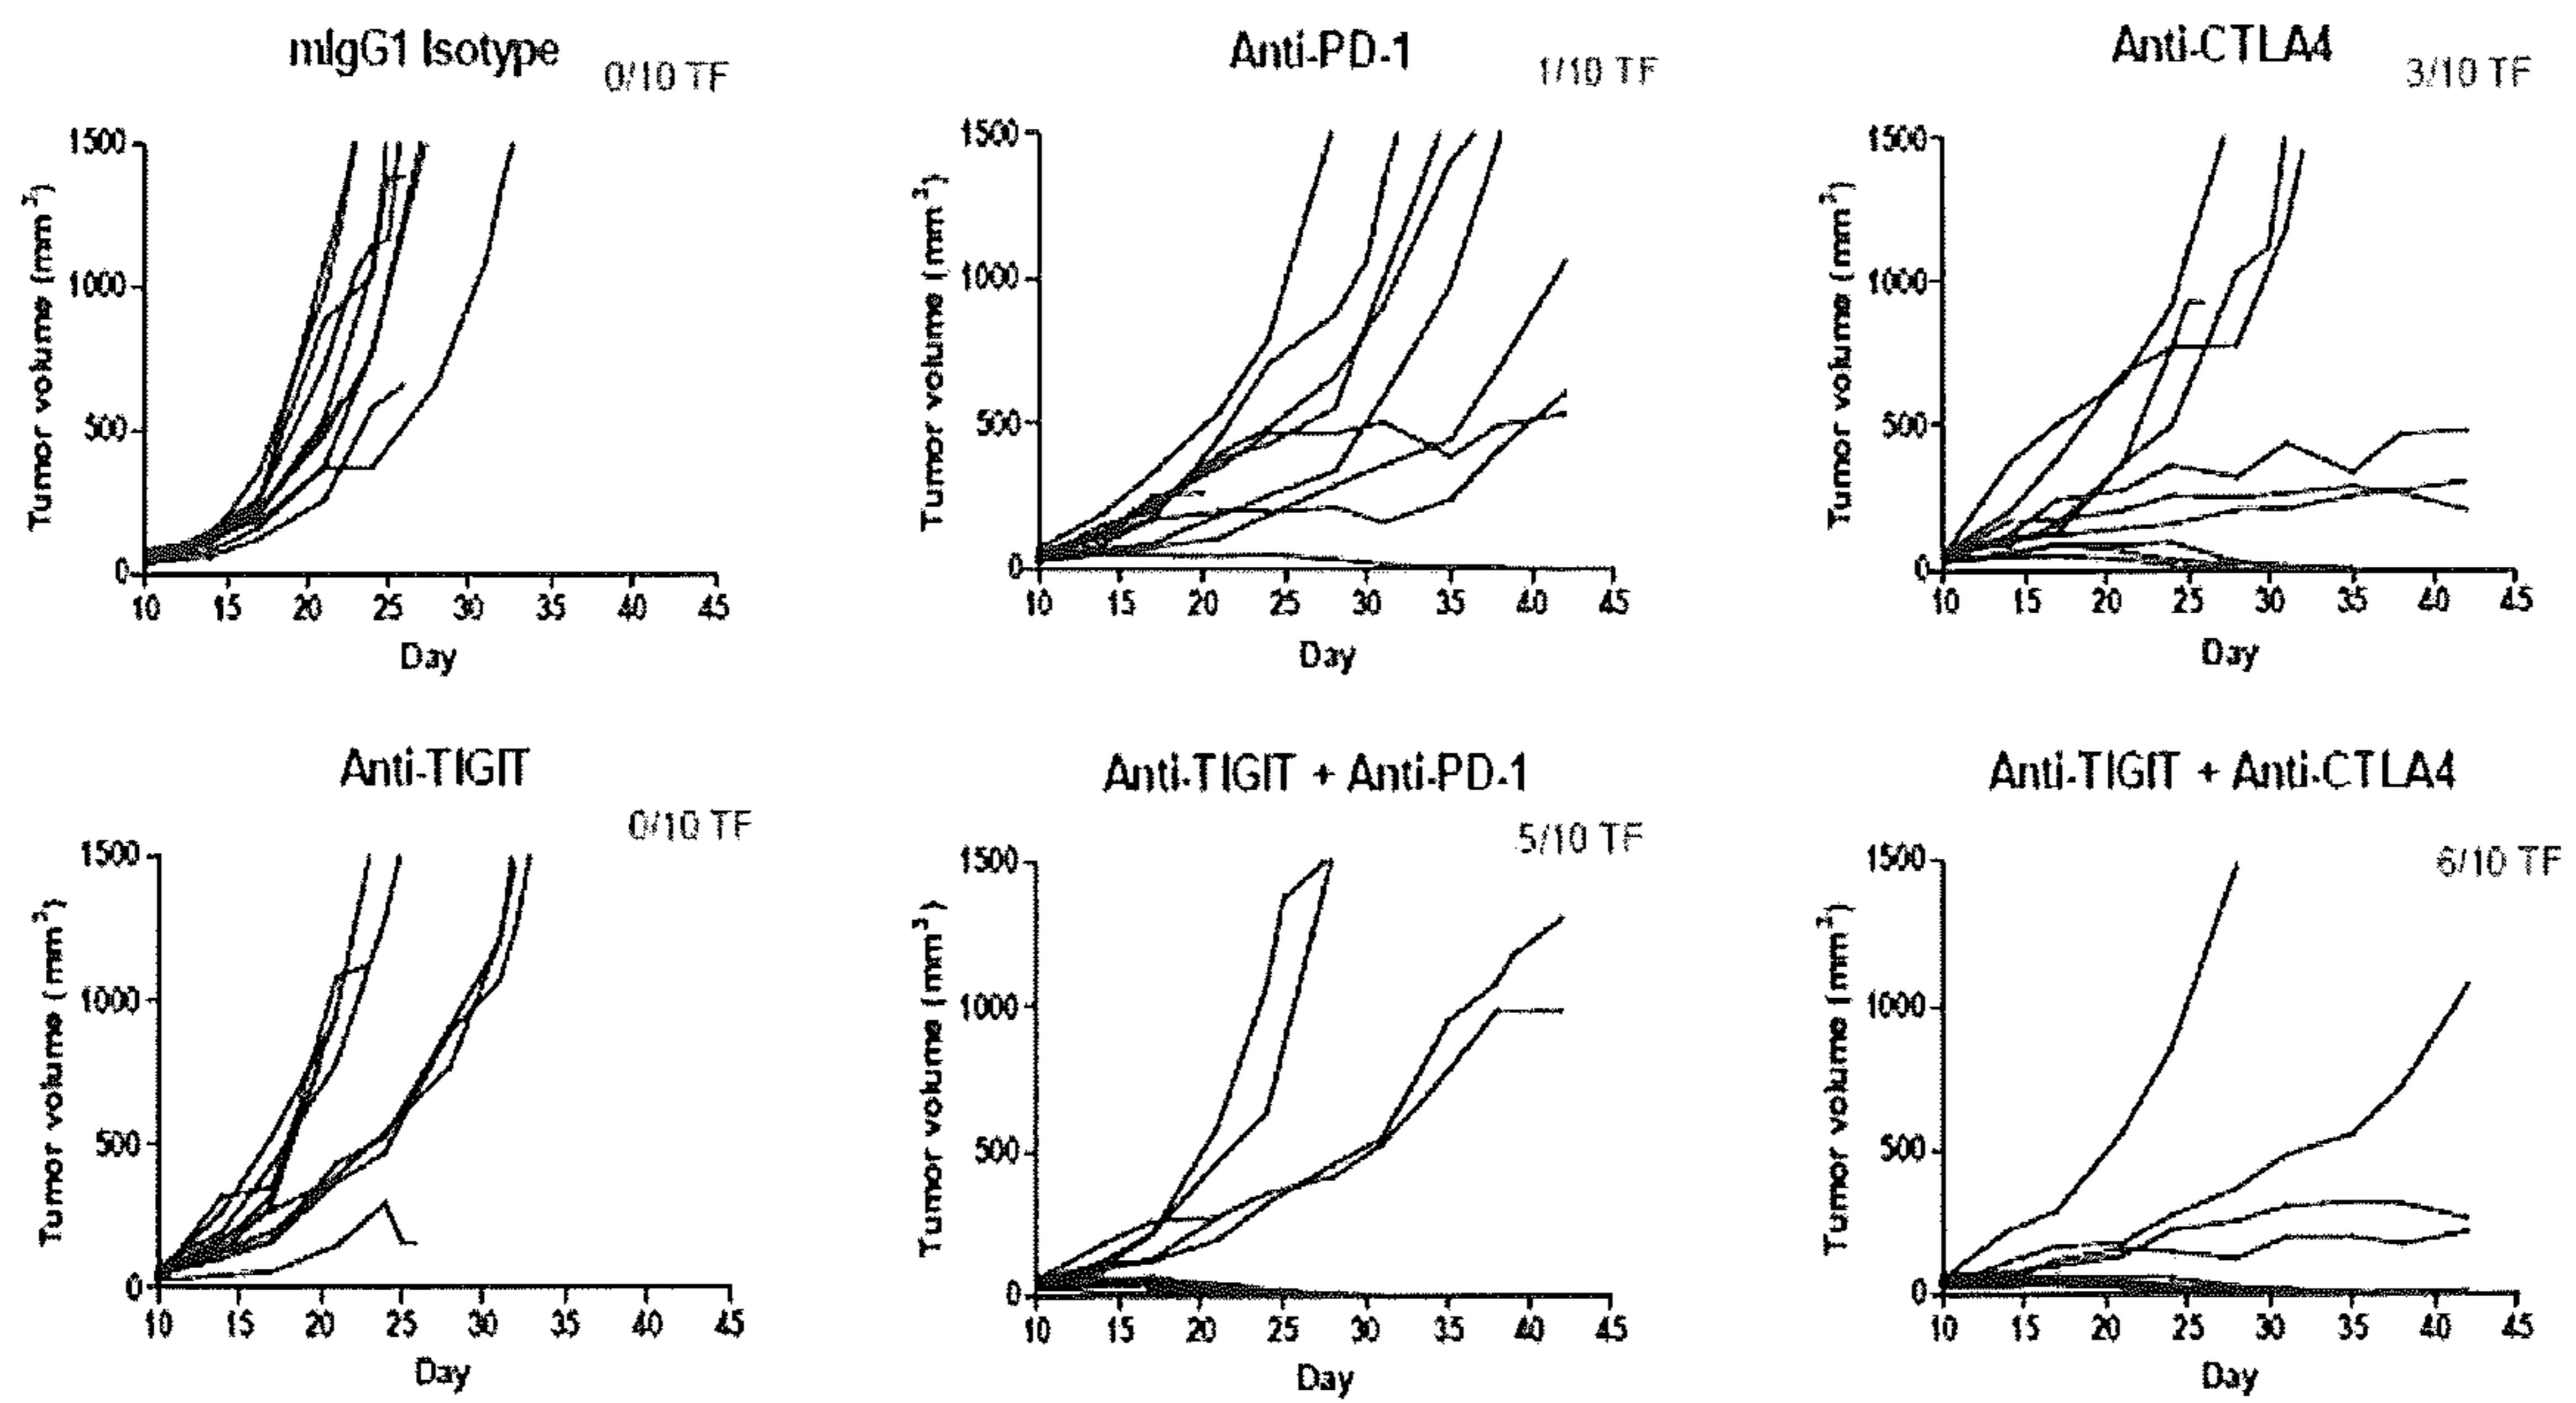 mIgG1 Isotype
0/10 TF
Tumor volume (mm³)
1500
1000
500
0
10 15 20 25 30 35 40 45
Day
Anti-PD-1
1/10 TF
Tumor volume (mm³)
1500
1000
500
0
10 15 20 25 30 35 40 45
Day
Anti-CTLA4
3/10 TF
Tumor volume (mm³)
1500
1000
500
0
10 15 20 25 30 35 40 45
Day
Anti-TIGIT
0/10 TF
Tumor volume (mm³)
1500
1000
500
0
10 15 20 25 30 35 40 45
Day
Anti-TIGIT + Anti-PD-1
5/10 TF
Tumor volume (mm³)
1500
1000
500
0
10 15 20 25 30 35 40 45
Day
Anti-TIGIT + Anti-CTLA4
6/10 TF
Tumor volume (mm³)
1500
1000
500
0
10 15 20 25 30 35 40 45
Day